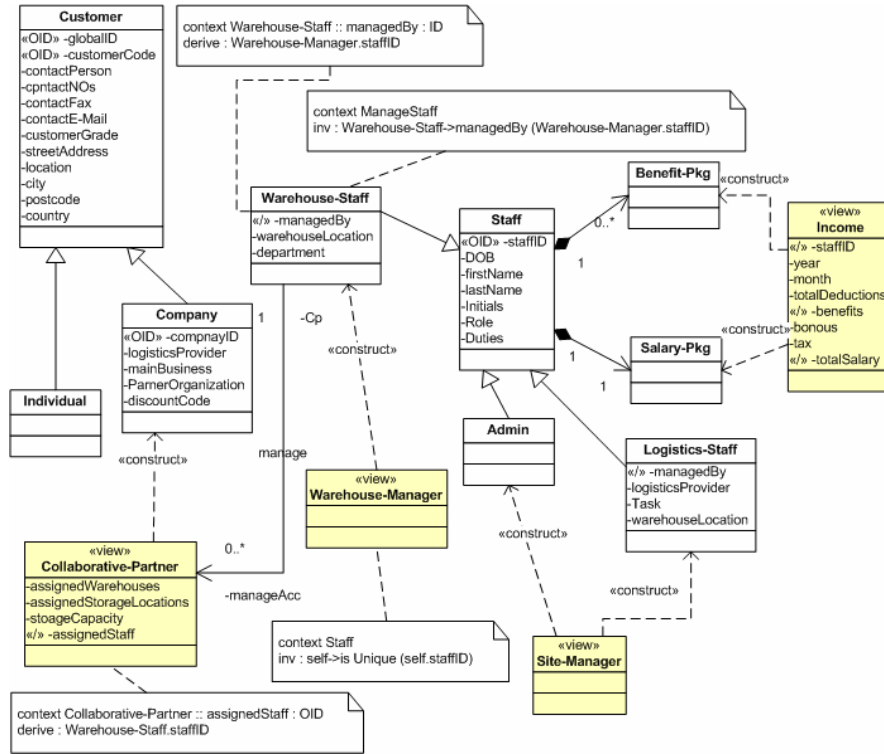 Customer
«OID» -globalID
«OID» -customerCode
-contactPerson
-cpntactNOs
-contactFax
-contactE-Mail
-customerGrade
-streetAddress
-location
-city
-postcode
-country
context Warehouse-Staff :: managedBy : ID
derive : Warehouse-Manager.staffID
context ManageStaff
inv : Warehouse-Staff->managedBy (Warehouse-Manager.staffID)
Warehouse-Staff
«/» -managedBy
-warehouseLocation
-department
Staff
«OID» -staffID
-DOB
-firstName
-lastName
-Initials
-Role
-Duties
Benefit-Pkg
«construct»
0..*
1
«view»
Income
«/» -staffID
-year
-month
-totalDeductions
«/» -benefits
-bonous
-tax
«/» -totalSalary
«construct»
Salary-Pkg
1
1
Company
«OID» -compnayID
-logisticsProvider
-mainBusiness
-ParnerOrganization
-discountCode
1
-Cp
«construct»
Individual
Admin
Logistics-Staff
«/» -managedBy
-logisticsProvider
-Task
-warehouseLocation
«construct»
manage
«view»
Warehouse-Manager
«construct»
«construct»
«view»
Collaborative-Partner
-assignedWarehouses
-assignedStorageLocations
-stoageCapacity
«/» -assignedStaff
0..*
-manageAcc
context Staff
inv : self->is Unique (self.staffID)
«view»
Site-Manager
context Collaborative-Partner :: assignedStaff : OID
derive : Warehouse-Staff.staffID